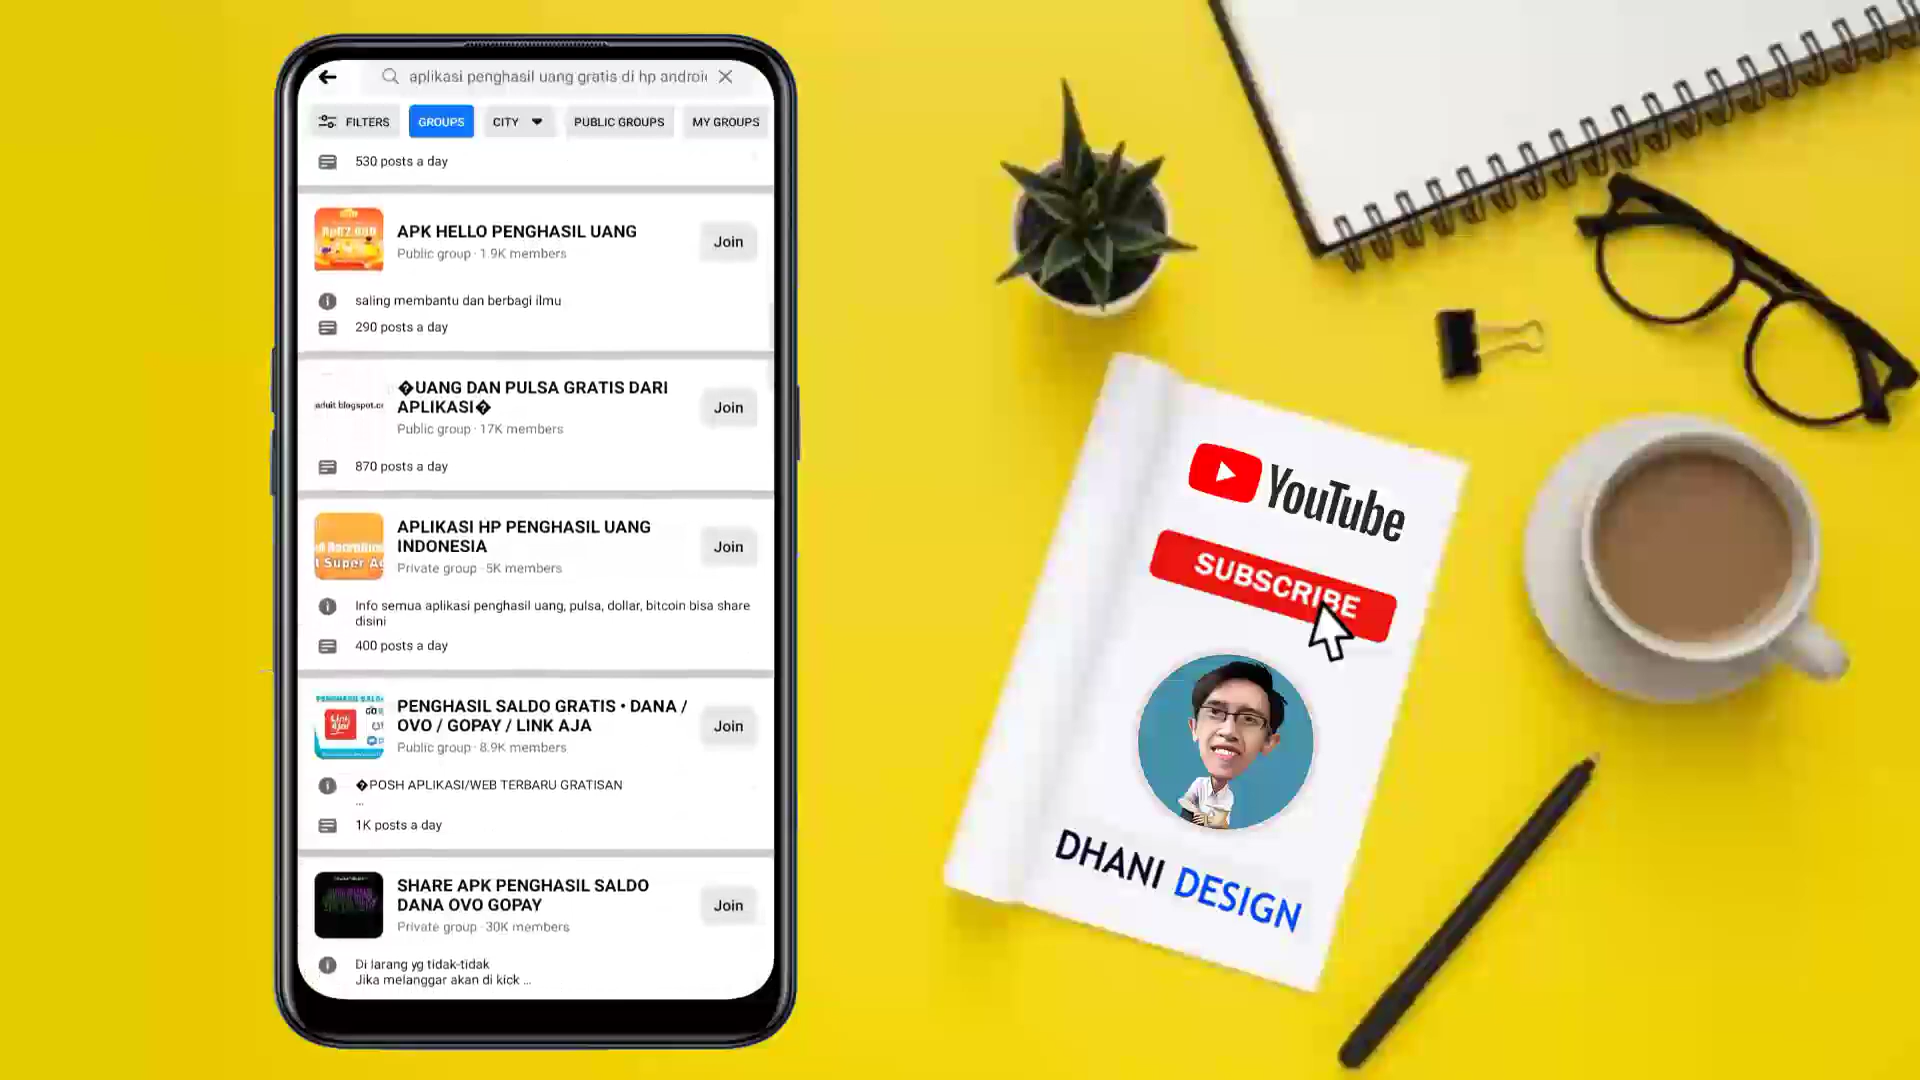 aplikasi penghasil uang gratis di hp androi
FILTERS
GROUPS
CITY
PUBLIC GROUPS
MY GROUPS
530 posts a day
APK HELLO PENGHASIL UANG
Join
Public group · 1.9K members
saling membantu dan berbagi ilmu
290 posts a day
�UANG DAN PULSA GRATIS DARI
APLIKASI�
Join
Public group · 17K members
870 posts a day
APLIKASI HP PENGHASIL UANG
INDONESIA
Join
Private group · 5K members
Info semua aplikasi penghasil uang, pulsa, dollar, bitcoin bisa share
disini
400 posts a day
PENGHASIL SALDO GRATIS • DANA /
OVO / GOPAY / LINK AJA
Join
Public group · 8.9K members
�POSH APLIKASI/WEB TERBARU GRATISAN
...
1K posts a day
SHARE APK PENGHASIL SALDO
DANA OVO GOPAY
Join
Private group · 30K members
Di larang yg tidak-tidak
Jika melanggar akan di kick ...
YouTube
SUBSCRIBE
DHANI DESIGN